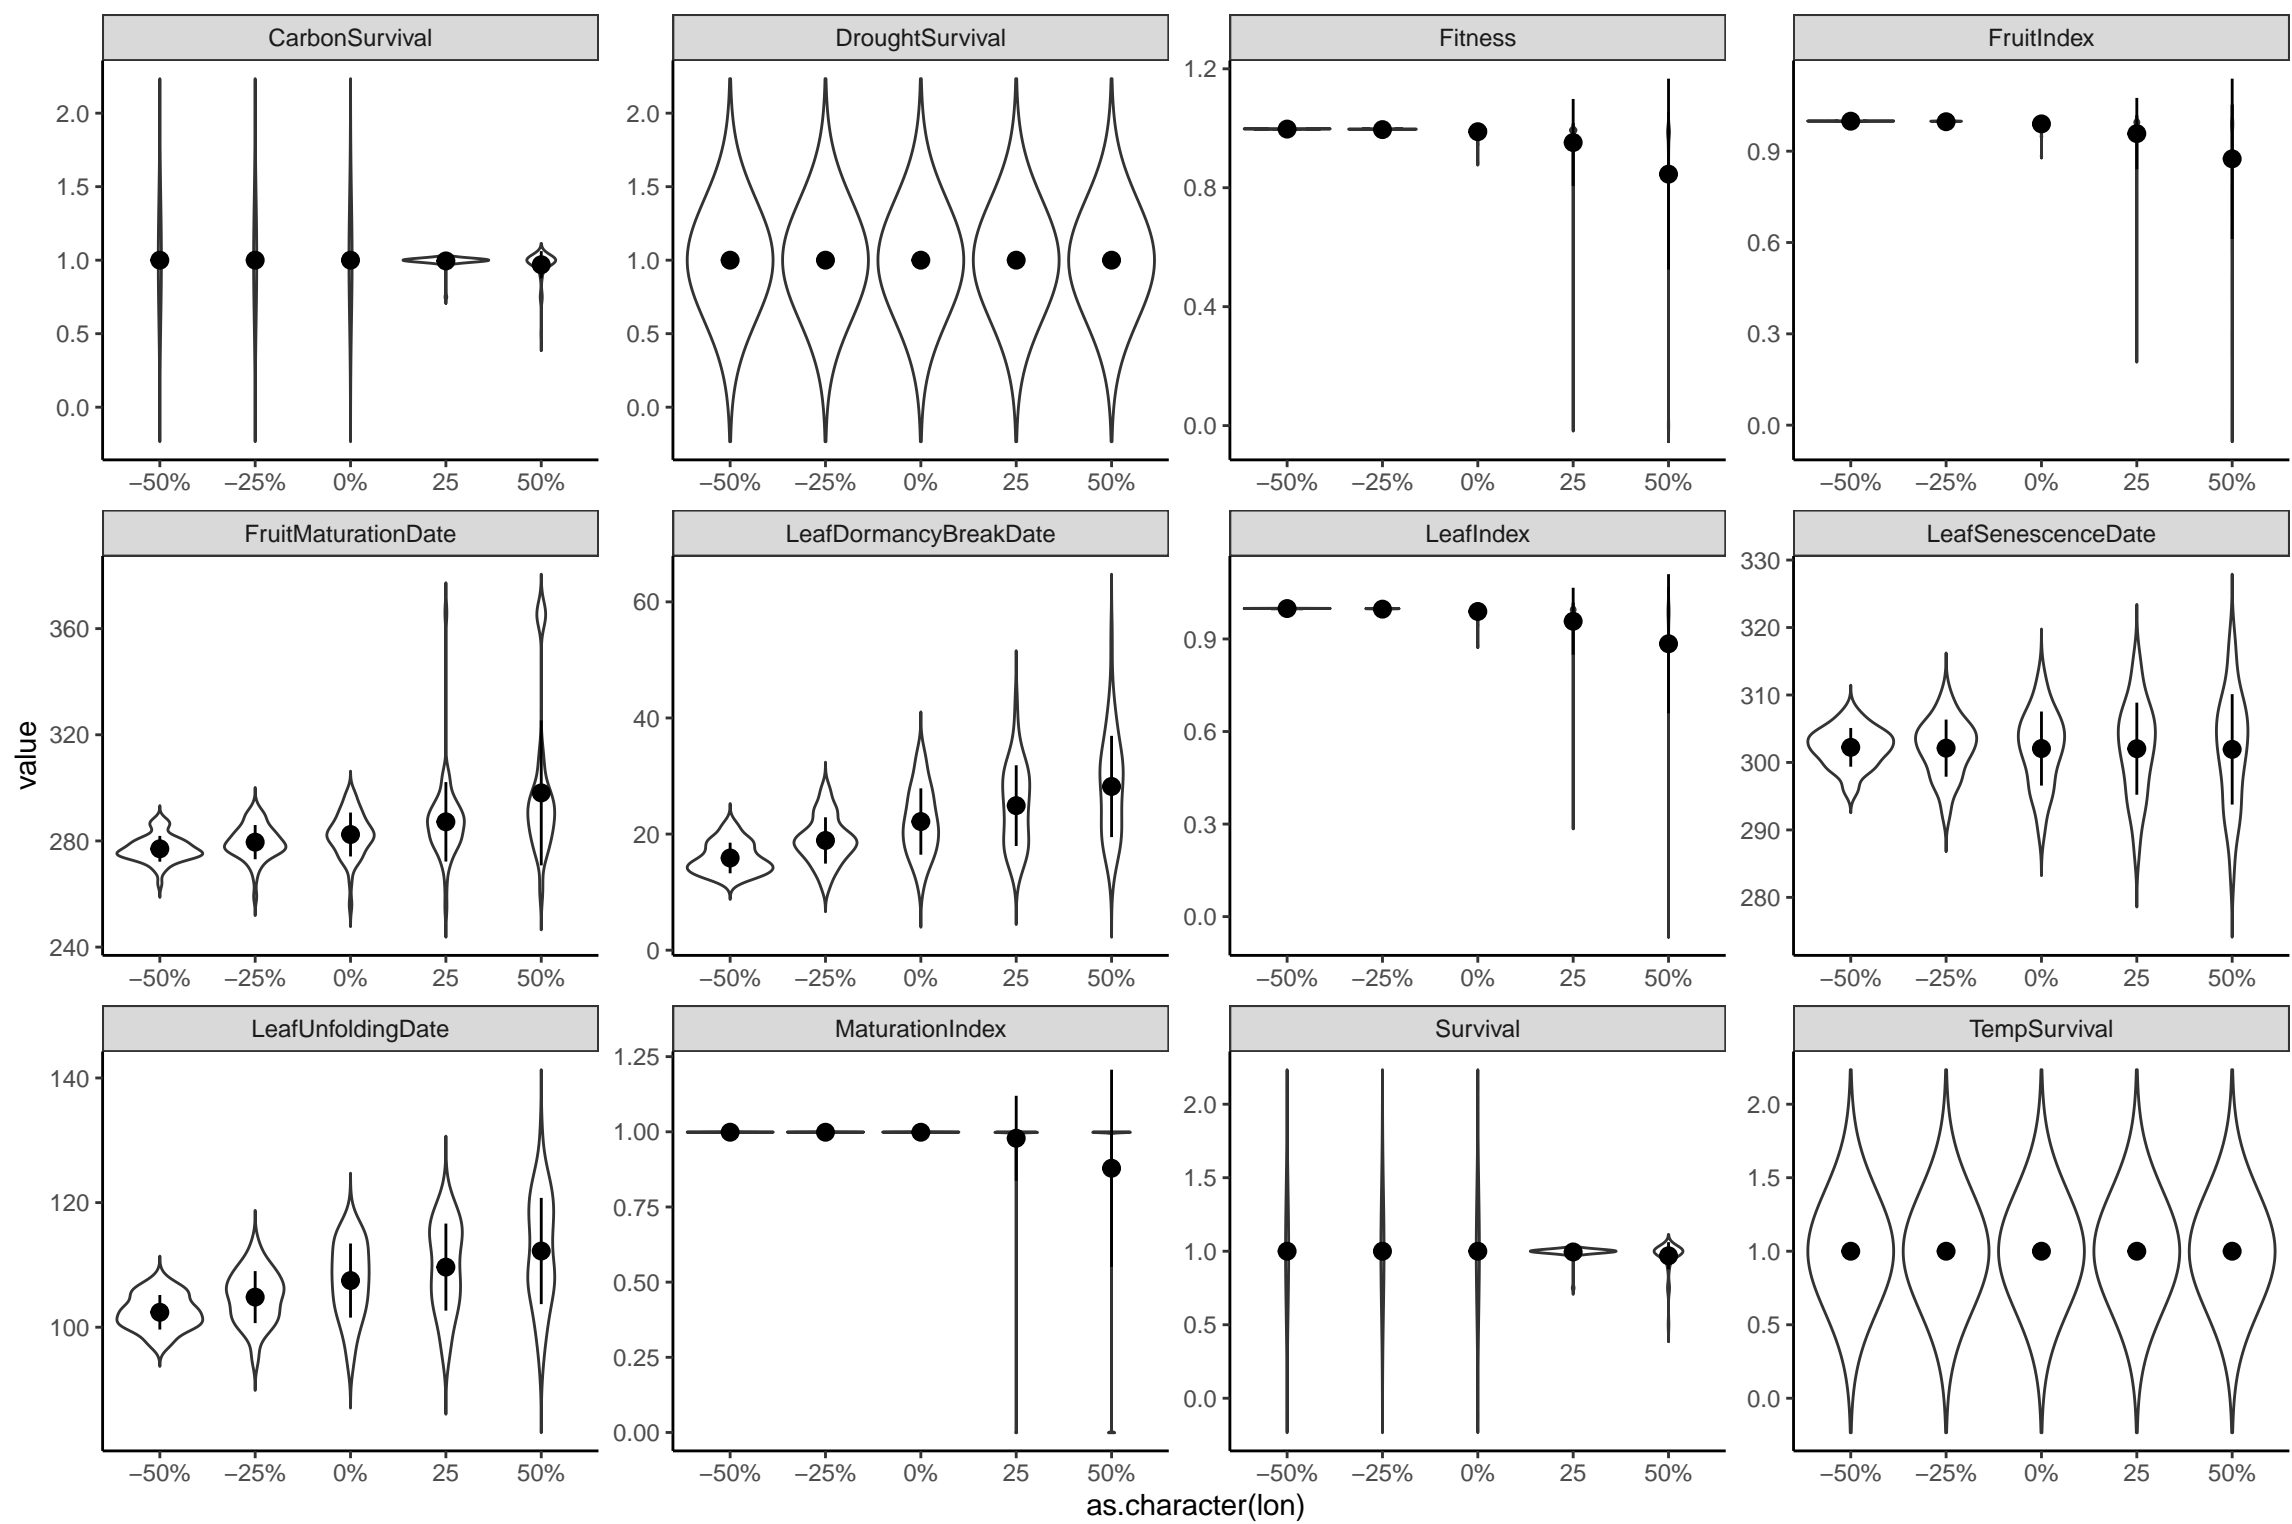 CarbonSurvival DroughtSurvival Fitness FruitIndex
2.0 1.5 1.0 0.5 0.0
2.0 1.5 1.0 0.5 0.0
1.2 0.8 0.4 0.0
0.9 0.6 0.3 0.0
−50% −25% 0% 25 50% −50% −25% 0% 25 50% −50% −25% 0% 25 50% −50% −25% 0% 25 50%
FruitMaturationDate LeafDormancyBreakDate LeafIndex LeafSenescenceDate
360 320 280 240
60 40 20 0
0.9 0.6 0.3 0.0
330 320 310 300 290 280
−50% −25% 0% 25 50% −50% −25% 0% 25 50% −50% −25% 0% 25 50% −50% −25% 0% 25 50%
value
LeafUnfoldingDate MaturationIndex Survival TempSurvival
140 120 100
1.25 1.00 0.75 0.50 0.25 0.00
2.0 1.5 1.0 0.5 0.0
2.0 1.5 1.0 0.5 0.0
−50% −25% 0% 25 50% −50% −25% 0% 25 50% −50% −25% 0% 25 50% −50% −25% 0% 25 50%
as.character(lon)